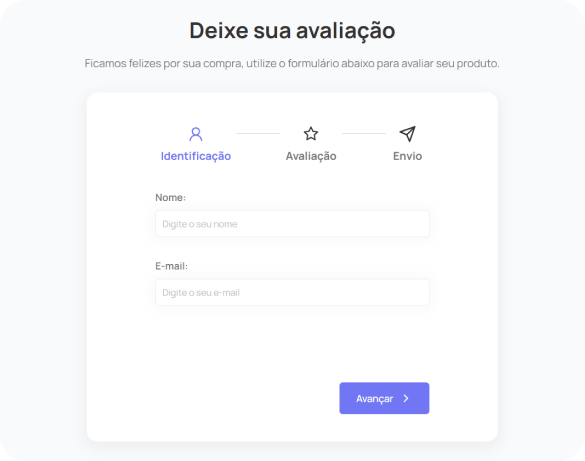 Deixe sua avaliação
Ficamos felizes por sua compra, utilize o formulário abaixo para avaliar seu produto.
Identificação Avaliação Envio
Nome:
Digite o seu nome
E-mail:
Digite o seu e-mail
Avançar